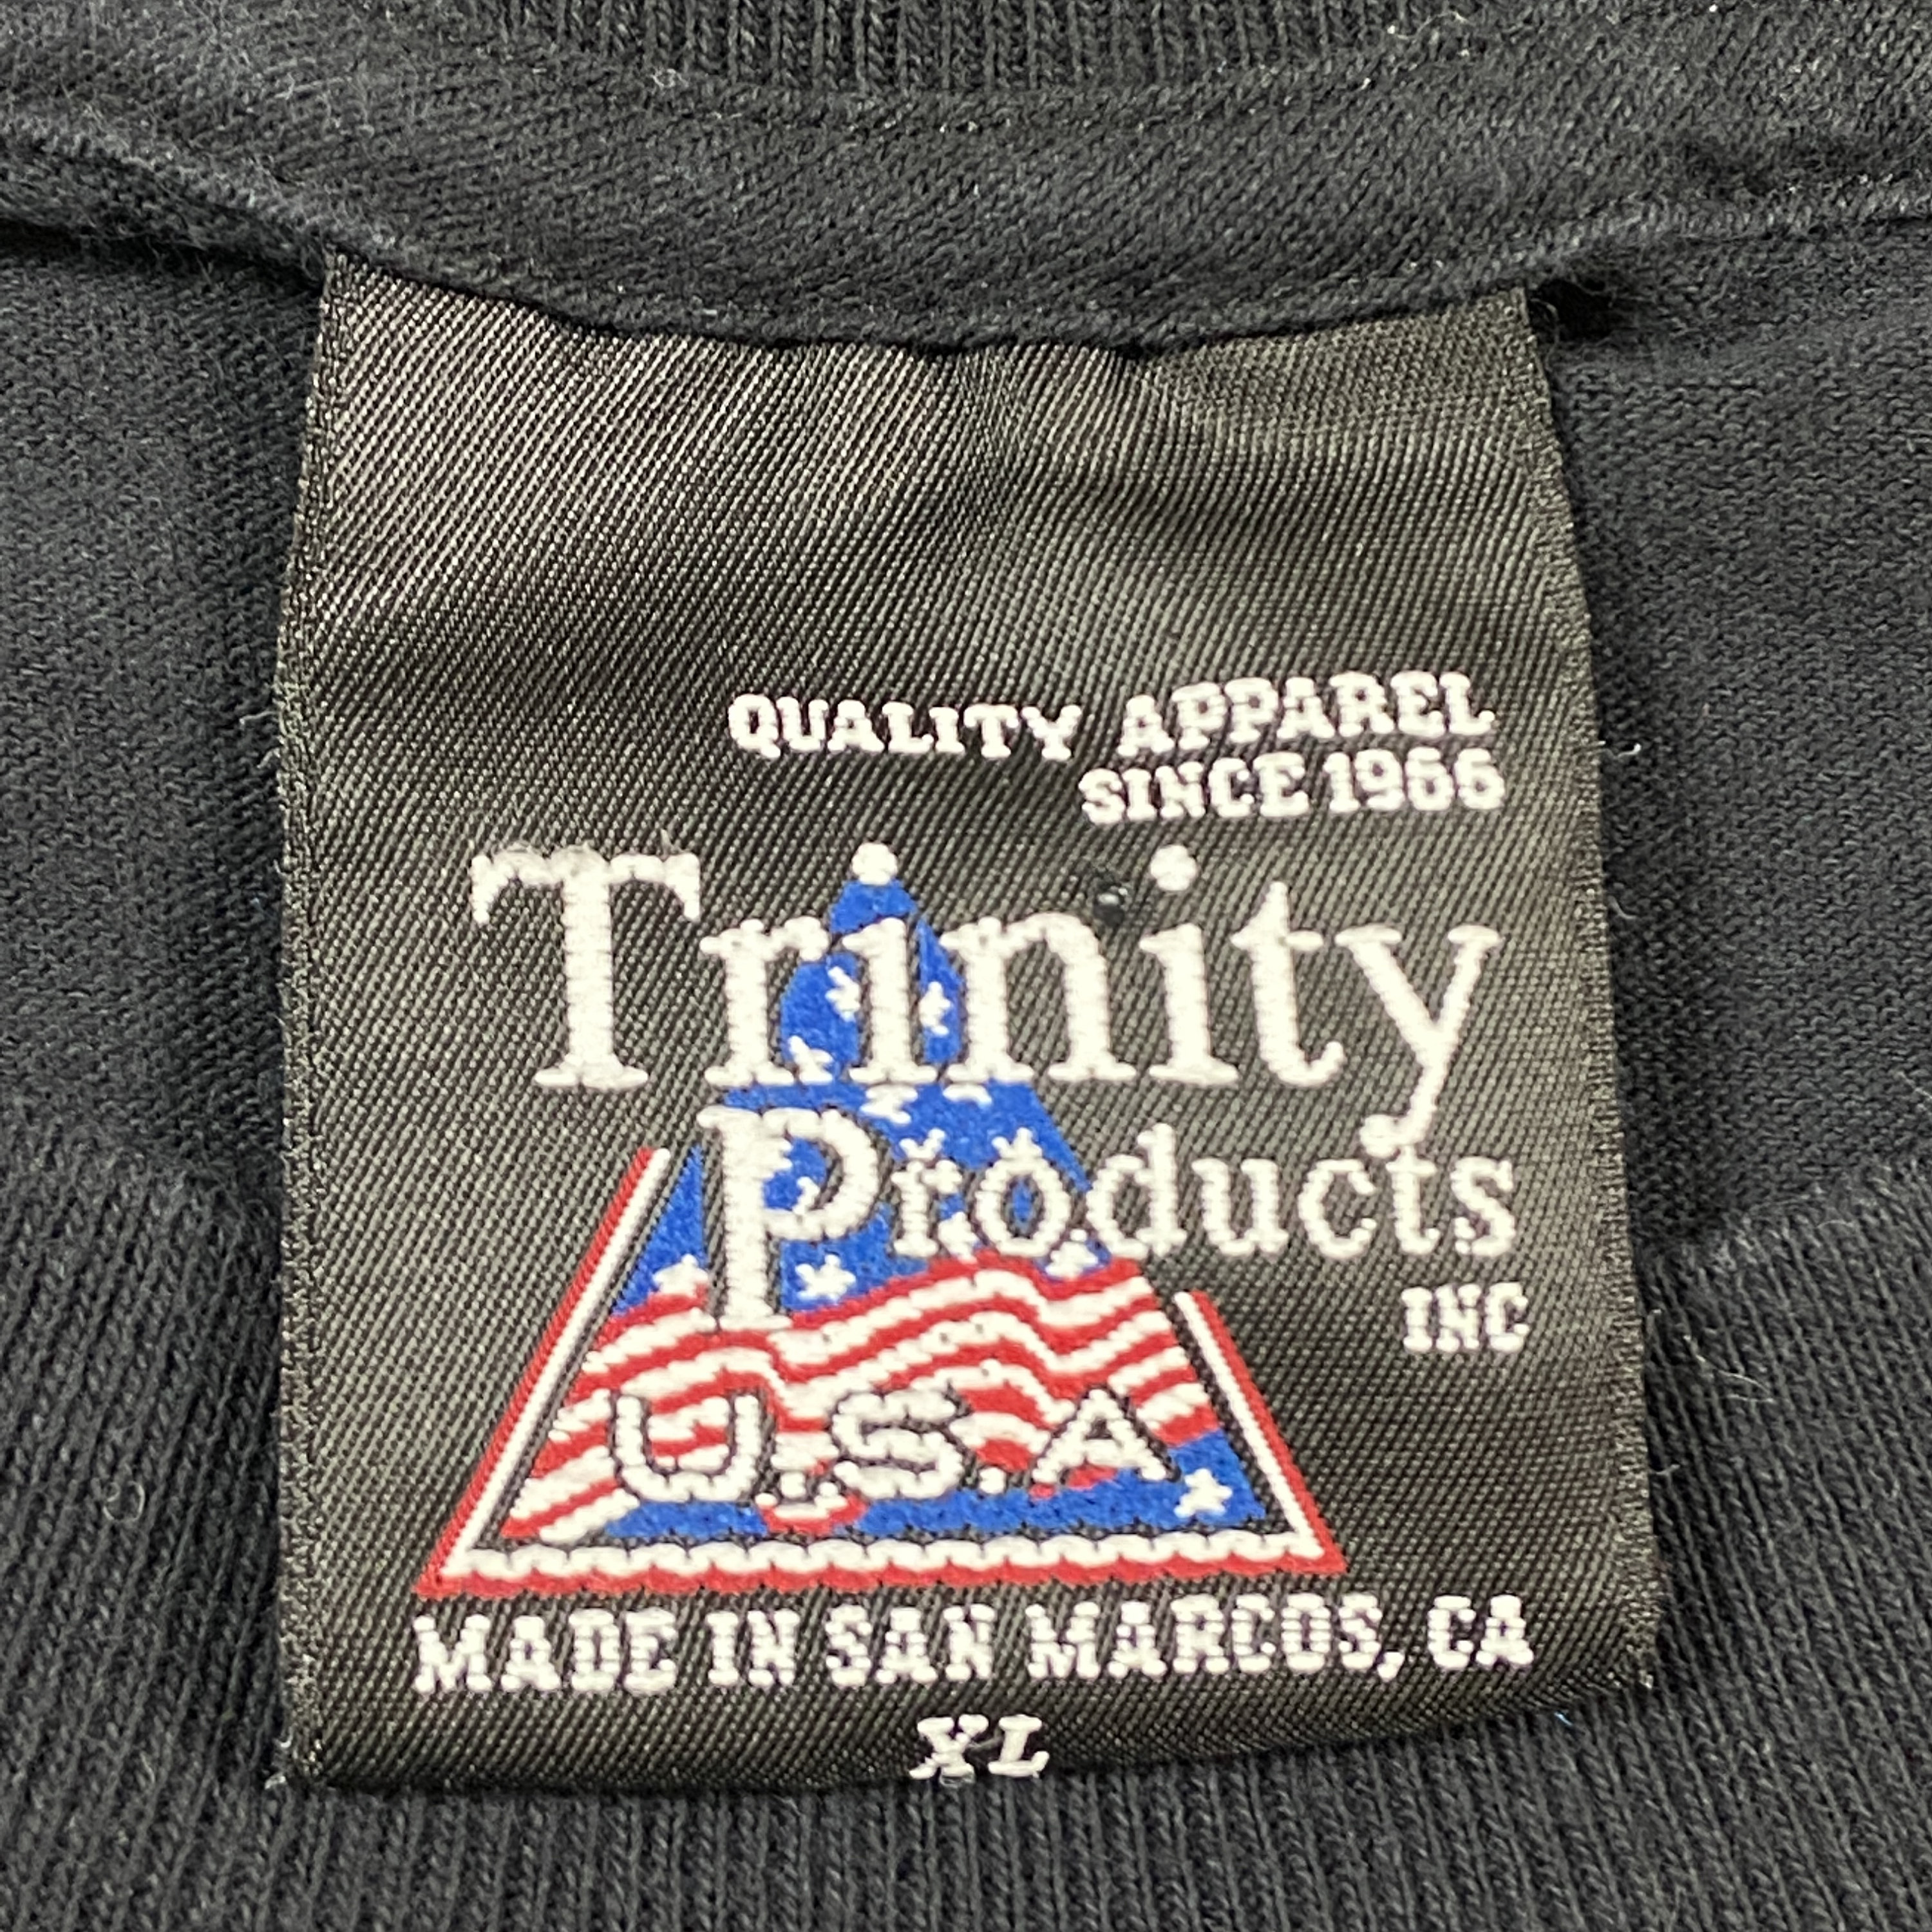 QUALITY APPAREL
SINCE 1966
Trinity
Products
INC
U.S.A
MADE IN SAN MARCOS, CA
XL